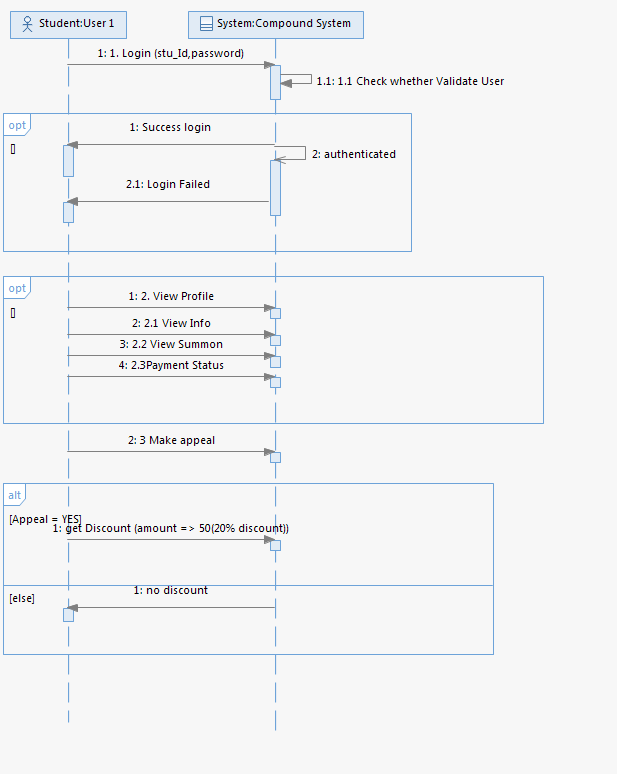 Student:User 1
System:Compound System
1: 1. Login (stu_Id,password)
1.1: 1.1 Check whether Validate User
opt
[]
1: Success login
2: authenticated
2.1: Login Failed
opt
[]
1: 2. View Profile
2: 2.1 View Info
3: 2.2 View Summon
4: 2.3Payment Status
2: 3 Make appeal
alt
[Appeal = YES]
1: get Discount (amount => 50(20% discount))
1: no discount
[else]